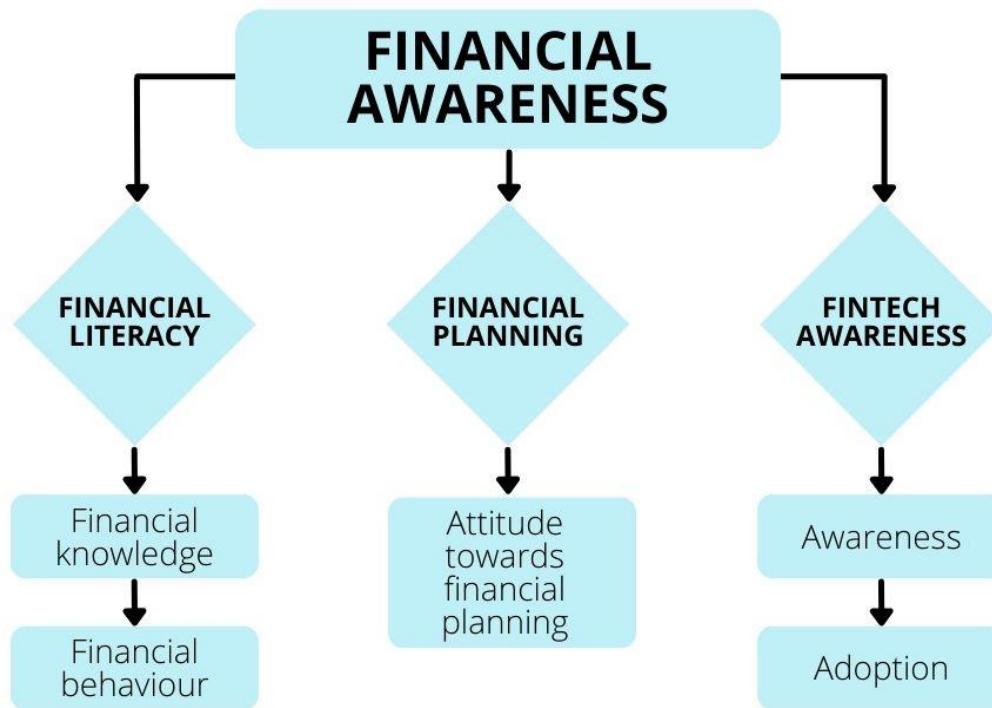 FINANCIAL
AWARENESS
FINANCIAL
LITERACY
FINANCIAL
PLANNING
FINTECH
AWARENESS
Financial
knowledge
Financial
behaviour
Attitude
towards
financial
planning
Awareness
Adoption